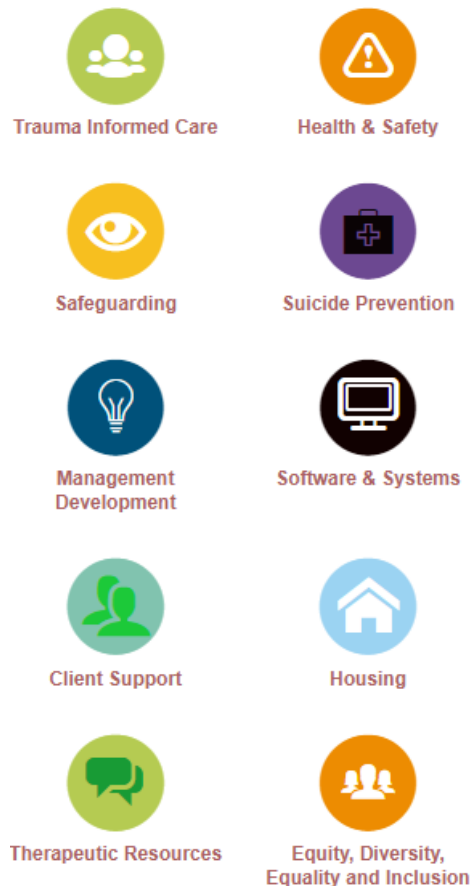 Trauma Informed Care
Health & Safety
Safeguarding
Suicide Prevention
Management
Development
Software & Systems
Client Support
Housing
Therapeutic Resources
Equity, Diversity,
Equality and Inclusion